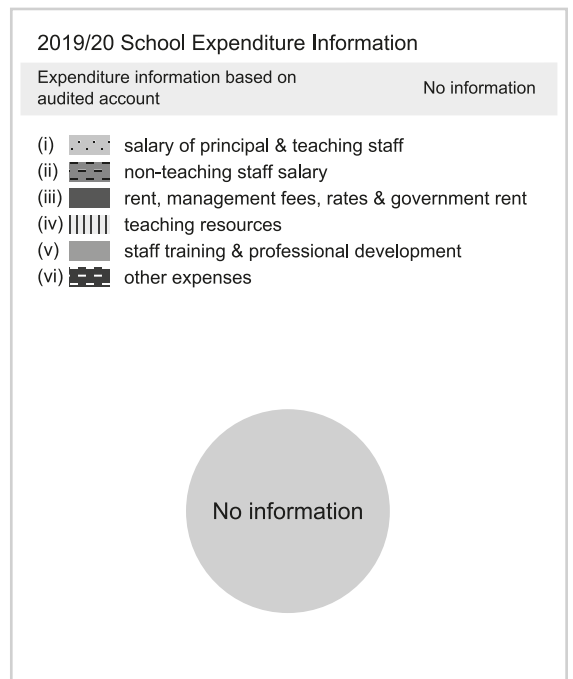 2019/20 School Expenditure Information
Expenditure information based on
audited account
No information
(i) salary of principal & teaching staff
(ii) non-teaching staff salary
(iii) rent, management fees, rates & government rent
(iv) teaching resources
(v) staff training & professional development
(vi) other expenses
No information